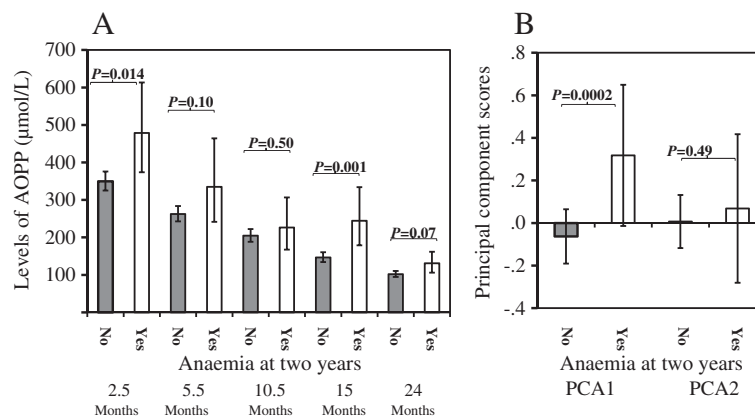 A
Levels of AOPP (μmol/L)
700
600
500
400
300
200
100
P=0.014
P=0.10
P=0.50
P=0.001
P=0.07
No
Yes
No
Yes
No
Yes
No
Yes
No
Yes
Anaemia at two years
2.5 5.5 10.5 15 24
Months Months Months Months Months
B
Principal component scores
.8
.6
.4
.2
.0
-.2
-.4
P=0.0002
P=0.49
No
Yes
No
Yes
Anaemia at two years
PCA1 PCA2